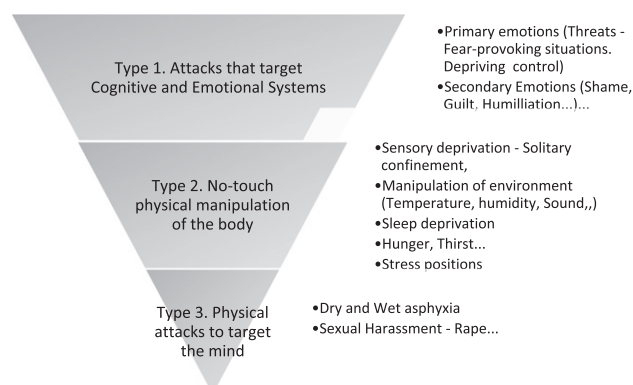 Type 1. Attacks that target
Cognitive and Emotional Systems
•Primary emotions (Threats -
Fear-provoking situations.
Depriving control)
•Secondary Emotions (Shame,
Guilt, Humilliation...)...
Type 2. No-touch
physical manipulation
of the body
•Sensory deprivation - Solitary
confinement,
•Manipulation of environment
(Temperature, humidity, Sound,,)
•Sleep deprivation
•Hunger, Thirst...
•Stress positions
Type 3. Physical
attacks to target
the mind
•Dry and Wet asphyxia
•Sexual Harassment - Rape...